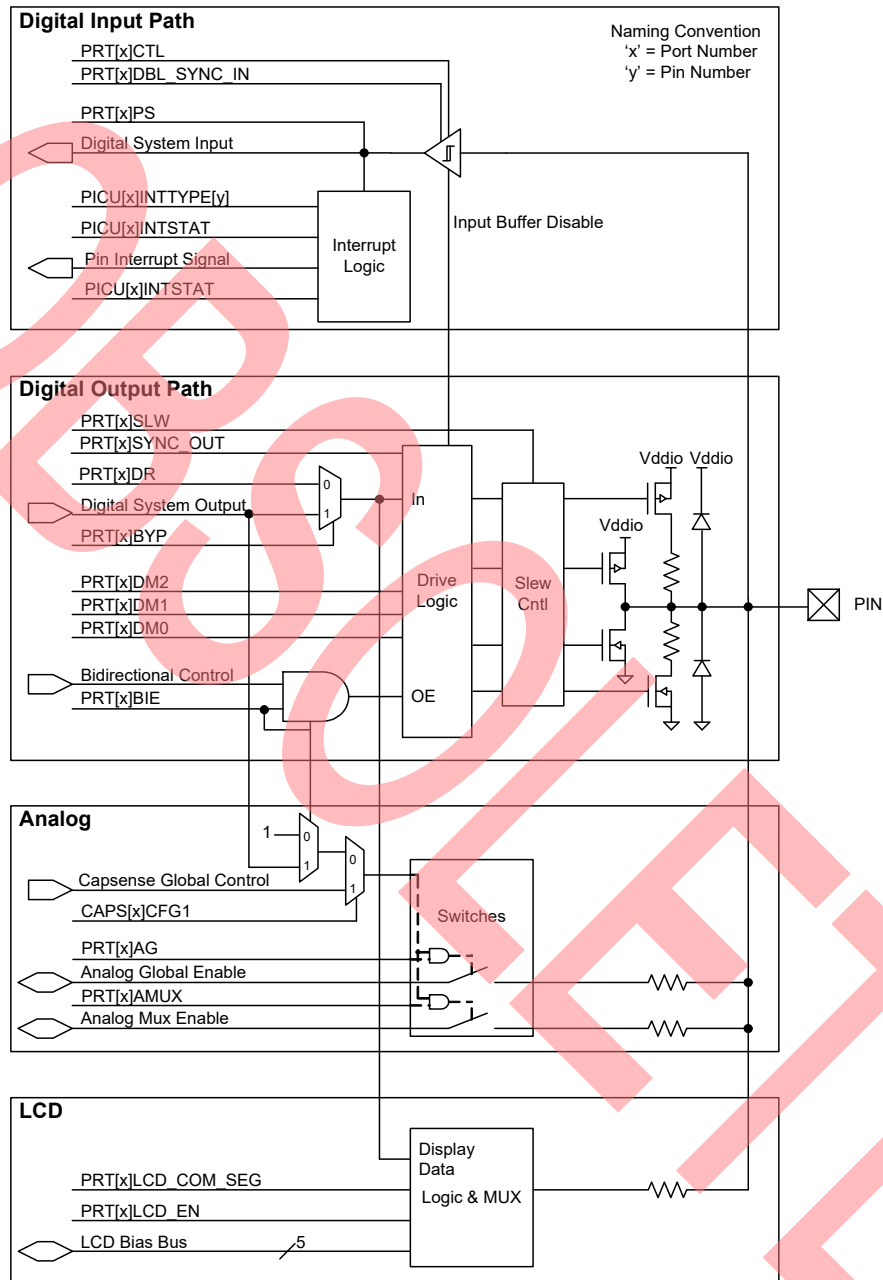 Digital Input Path
Naming Convention
'x' = Port Number
'y' = Pin Number
PRT[x]CTL
PRT[x]DBL_SYNC_IN
PRT[x]PS
Digital System Input
PICU[x]INTTYPE[y]
PICU[x]INTSTAT
Pin Interrupt Signal
PICU[x]INTSTAT
Interrupt
Logic
Input Buffer Disable
Digital Output Path
PRT[x]SLW
PRT[x]SYNC_OUT
PRT[x]DR
Digital System Output
PRT[x]BYP
0
1
PRT[x]DM2
PRT[x]DM1
PRT[x]DM0
Bidirectional Control
PRT[x]BIE
In
Drive
Logic
OE
Slew
Cntl
Vddio
Vddio
Vddio
PIN
Analog
1
0
1
0
1
Capsense Global Control
CAPS[x]CFG1
Switches
PRT[x]AG
Analog Global Enable
PRT[x]AMUX
Analog Mux Enable
LCD
Display
Data
Logic & MUX
PRT[x]LCD_COM_SEG
PRT[x]LCD_EN
LCD Bias Bus
5